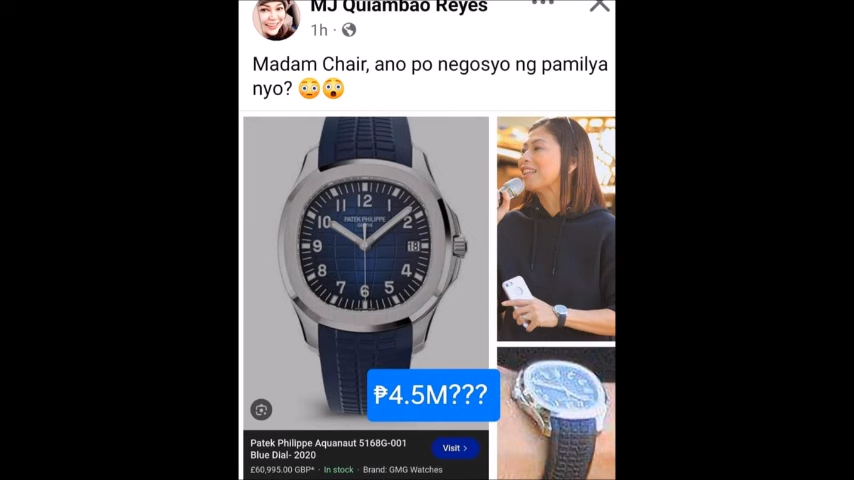 MJ Quiambao Reyes
1h ·
Madam Chair, ano po negosyo ng pamilya
nyo? 😳😲
12
1
2
3
4
5
6
7
8
9
10
PATEK PHILIPPE
GENEVE
18
₱4.5M???
Patek Philippe Aquanaut 5168G-001
Blue Dial- 2020
Visit >
£60,995.00 GBP* · In stock · Brand: GMG Watches